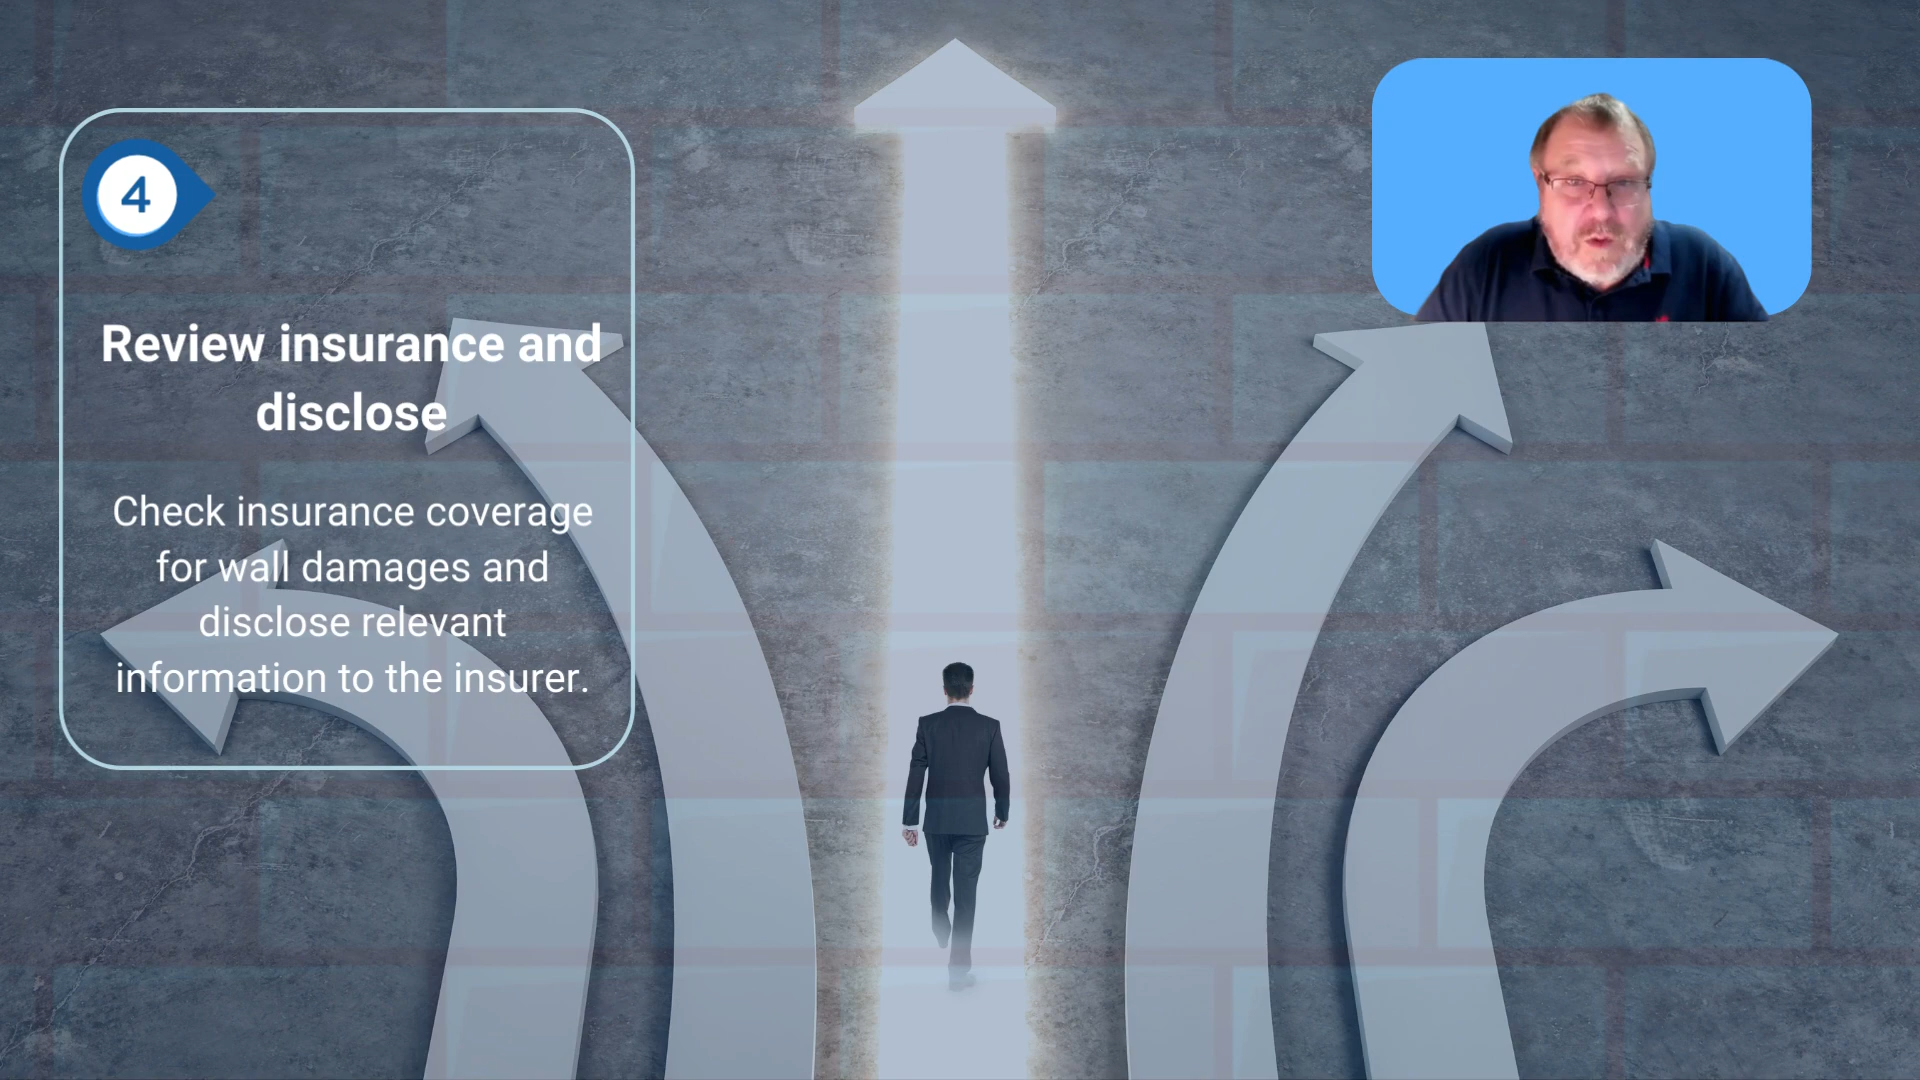 4
Review insurance and
disclose
Check insurance coverage
for wall damages and
disclose relevant
information to the insurer.